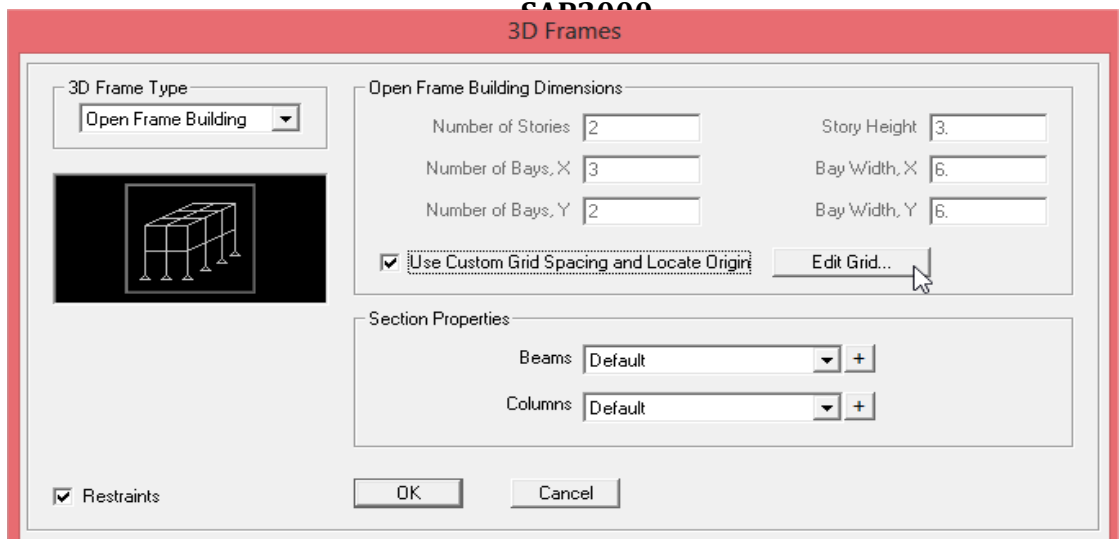 SAP2000
3D Frames
3D Frame Type
Open Frame Building
Open Frame Building Dimensions
Number of Stories 2 Story Height 3.
Number of Bays, X 3 Bay Width, X 6.
Number of Bays, Y 2 Bay Width, Y 6.
Use Custom Grid Spacing and Locate Origin Edit Grid...
Section Properties
Beams Default +
Columns Default +
Restraints OK Cancel